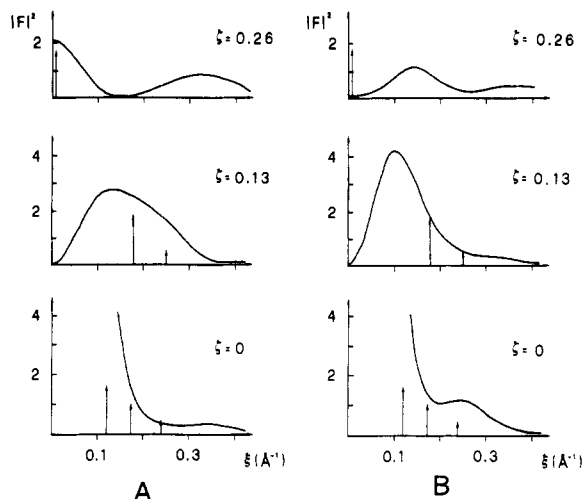 |F|² |F|²
2 ζ = 0.26 2 ζ = 0.26
4 4
2 ζ = 0.13 2 ζ = 0.13
4 4
2 ζ = 0 2 ζ = 0
0.1 0.3 ξ (Å⁻¹) 0.1 0.3 ξ (Å⁻¹)
A B